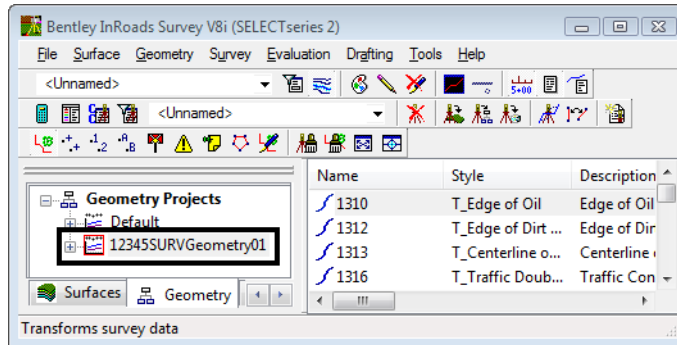 Bentley InRoads Survey V8i (SELECTseries 2)
File Surface Geometry Survey Evaluation Drafting Tools Help
<Unnamed>
5+00
<Unnamed>
Name Style Description
Geometry Projects
Default
12345SURVGeometry01
1310 T_Edge of Oil Edge of Oil
1312 T_Edge of Dirt ... Edge of Dir
1313 T_Centerline o... Centerline
1316 T_Traffic Doub... Traffic Con
Surfaces Geometry
Transforms survey data